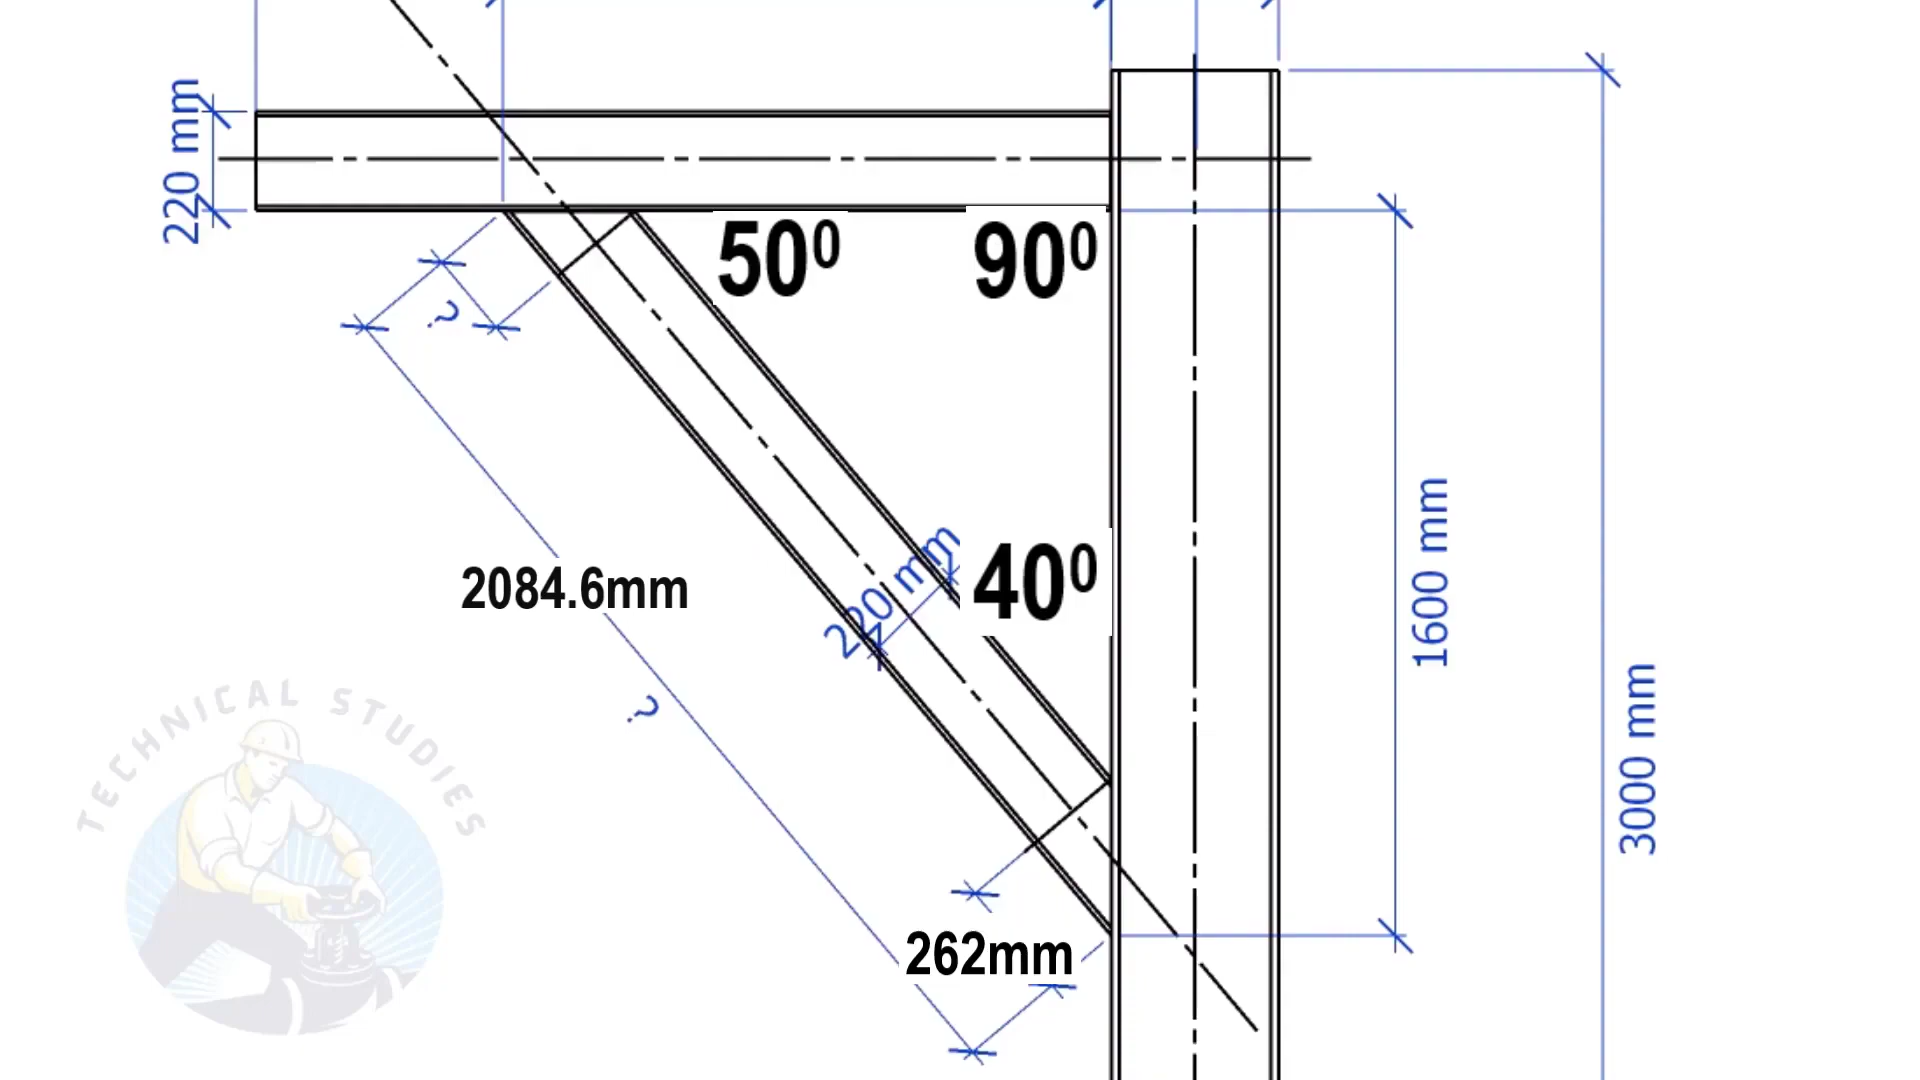 220 mm
50⁰
90⁰
?
220 mm
40⁰
2084.6mm
1600 mm
?
3000 mm
TECHNICAL STUDIES
262mm